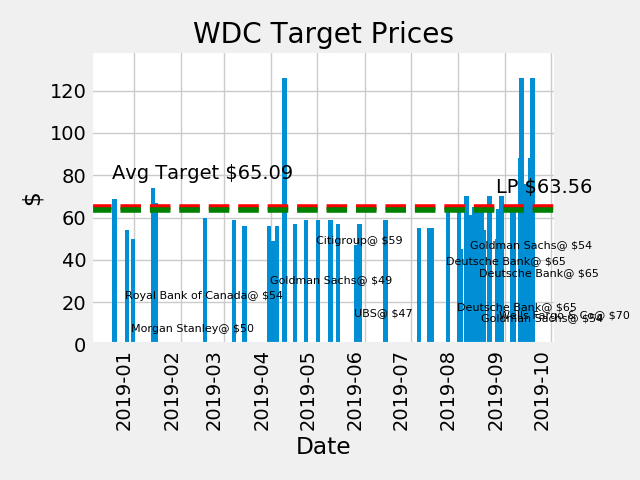 WDC Target Prices
120
100
80
60
40
20
0
$
Avg Target $65.09
LP $63.56
Citigroup@ $59
Goldman Sachs@ $54
Deutsche Bank@ $65
Deutsche Bank@ $65
Goldman Sachs@ $49
Royal Bank of Canada@ $54
Deutsche Bank@ $65
UBS@ $47
Wells Fargo & Co@ $70
Goldman Sachs@ $54
Morgan Stanley@ $50
2019-01
2019-02
2019-03
2019-04
2019-05
2019-06
2019-07
2019-08
2019-09
2019-10
Date